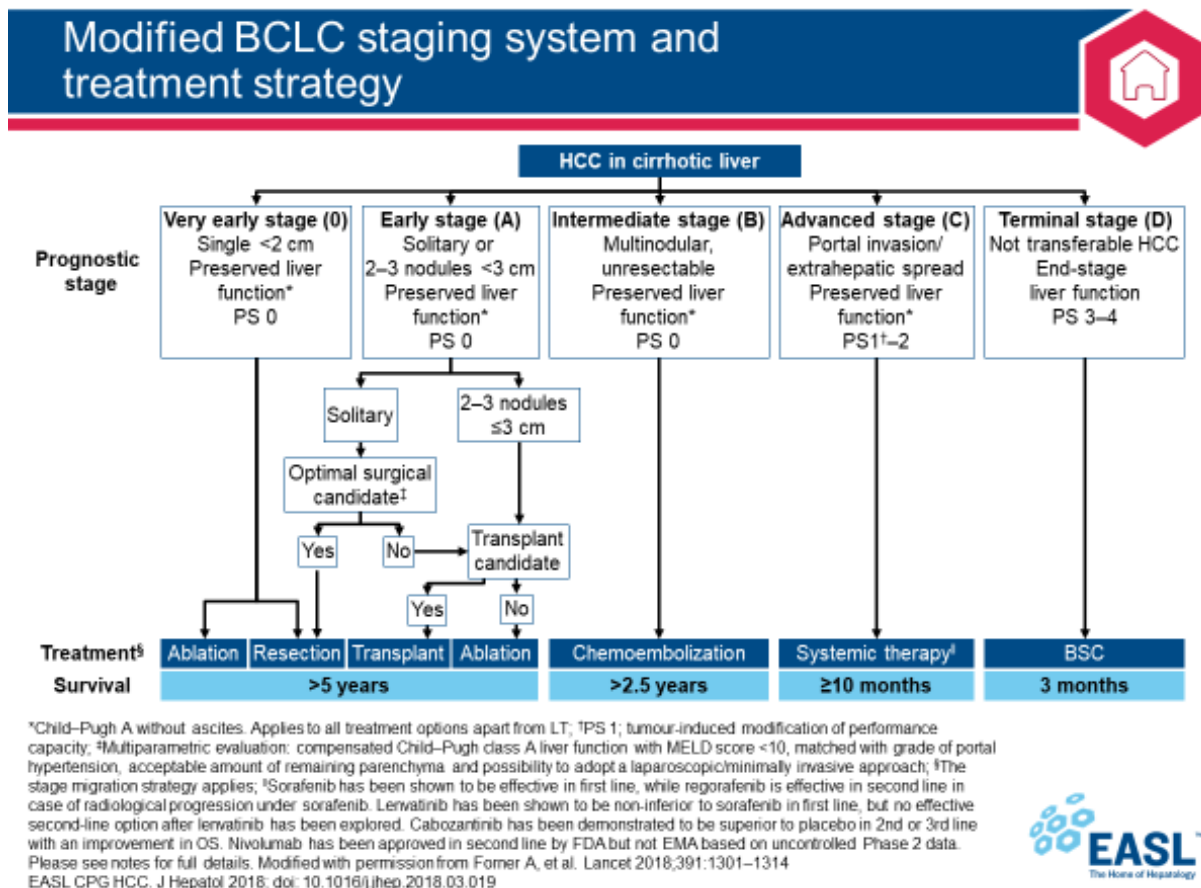 Modified BCLC staging system and
treatment strategy
HCC in cirrhotic liver
Prognostic
stage
Very early stage (0)
Single <2 cm
Preserved liver
function*
PS 0
Early stage (A)
Solitary or
2–3 nodules <3 cm
Preserved liver
function*
PS 0
Intermediate stage (B)
Multinodular,
unresectable
Preserved liver
function*
PS 0
Advanced stage (C)
Portal invasion/
extrahepatic spread
Preserved liver
function*
PS1†–2
Terminal stage (D)
Not transferable HCC
End-stage
liver function
PS 3–4
Solitary
2–3 nodules
≤3 cm
Optimal surgical
candidate‡
Yes
No
Transplant
candidate
Yes
No
Treatment§
Ablation
Resection
Transplant
Ablation
Chemoembolization
Systemic therapy‖
BSC
Survival
>5 years
>2.5 years
≥10 months
3 months
*Child–Pugh A without ascites. Applies to all treatment options apart from LT; †PS 1; tumour-induced modification of performance
capacity; ‡Multiparametric evaluation: compensated Child–Pugh class A liver function with MELD score <10, matched with grade of portal
hypertension, acceptable amount of remaining parenchyma and possibility to adopt a laparoscopic/minimally invasive approach; §The
stage migration strategy applies; ‖Sorafenib has been shown to be effective in first line, while regorafenib is effective in second line in
case of radiological progression under sorafenib. Lenvatinib has been shown to be non-inferior to sorafenib in first line, but no effective
second-line option after lenvatinib has been explored. Cabozantinib has been demonstrated to be superior to placebo in 2nd or 3rd line
with an improvement in OS. Nivolumab has been approved in second line by FDA but not EMA based on uncontrolled Phase 2 data.
Please see notes for full details. Modified with permission from Forner A, et al. Lancet 2018;391:1301–1314
EASL CPG HCC. J Hepatol 2018; doi: 10.1016/j.jhep.2018.03.019
EASL
The Home of Hepatology